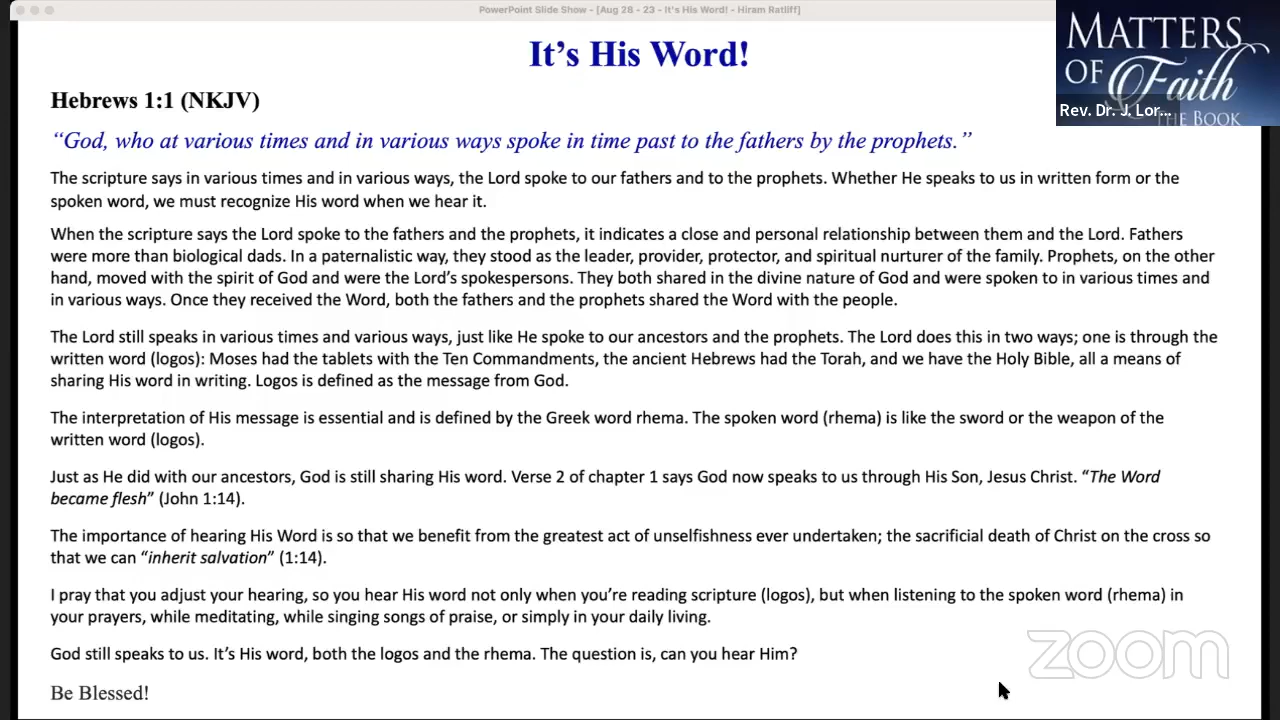 PowerPoint Slide Show - [Aug 28 - 23 - It's His Word! - Hiram Ratliff]
It’s His Word!
MATTERS
OF Faith
THE BOOK
Rev. Dr. J. Lor...
Hebrews 1:1 (NKJV)
“God, who at various times and in various ways spoke in time past to the fathers by the prophets.”
The scripture says in various times and in various ways, the Lord spoke to our fathers and to the prophets. Whether He speaks to us in written form or the
spoken word, we must recognize His word when we hear it.
When the scripture says the Lord spoke to the fathers and the prophets, it indicates a close and personal relationship between them and the Lord. Fathers
were more than biological dads. In a paternalistic way, they stood as the leader, provider, protector, and spiritual nurturer of the family. Prophets, on the other
hand, moved with the spirit of God and were the Lord’s spokespersons. They both shared in the divine nature of God and were spoken to in various times and
in various ways. Once they received the Word, both the fathers and the prophets shared the Word with the people.
The Lord still speaks in various times and various ways, just like He spoke to our ancestors and the prophets. The Lord does this in two ways; one is through the
written word (logos): Moses had the tablets with the Ten Commandments, the ancient Hebrews had the Torah, and we have the Holy Bible, all a means of
sharing His word in writing. Logos is defined as the message from God.
The interpretation of His message is essential and is defined by the Greek word rhema. The spoken word (rhema) is like the sword or the weapon of the
written word (logos).
Just as He did with our ancestors, God is still sharing His word. Verse 2 of chapter 1 says God now speaks to us through His Son, Jesus Christ. “The Word
became flesh” (John 1:14).
The importance of hearing His Word is so that we benefit from the greatest act of unselfishness ever undertaken; the sacrificial death of Christ on the cross so
that we can “inherit salvation” (1:14).
I pray that you adjust your hearing, so you hear His word not only when you’re reading scripture (logos), but when listening to the spoken word (rhema) in
your prayers, while meditating, while singing songs of praise, or simply in your daily living.
God still speaks to us. It’s His word, both the logos and the rhema. The question is, can you hear Him?
zoom
Be Blessed!